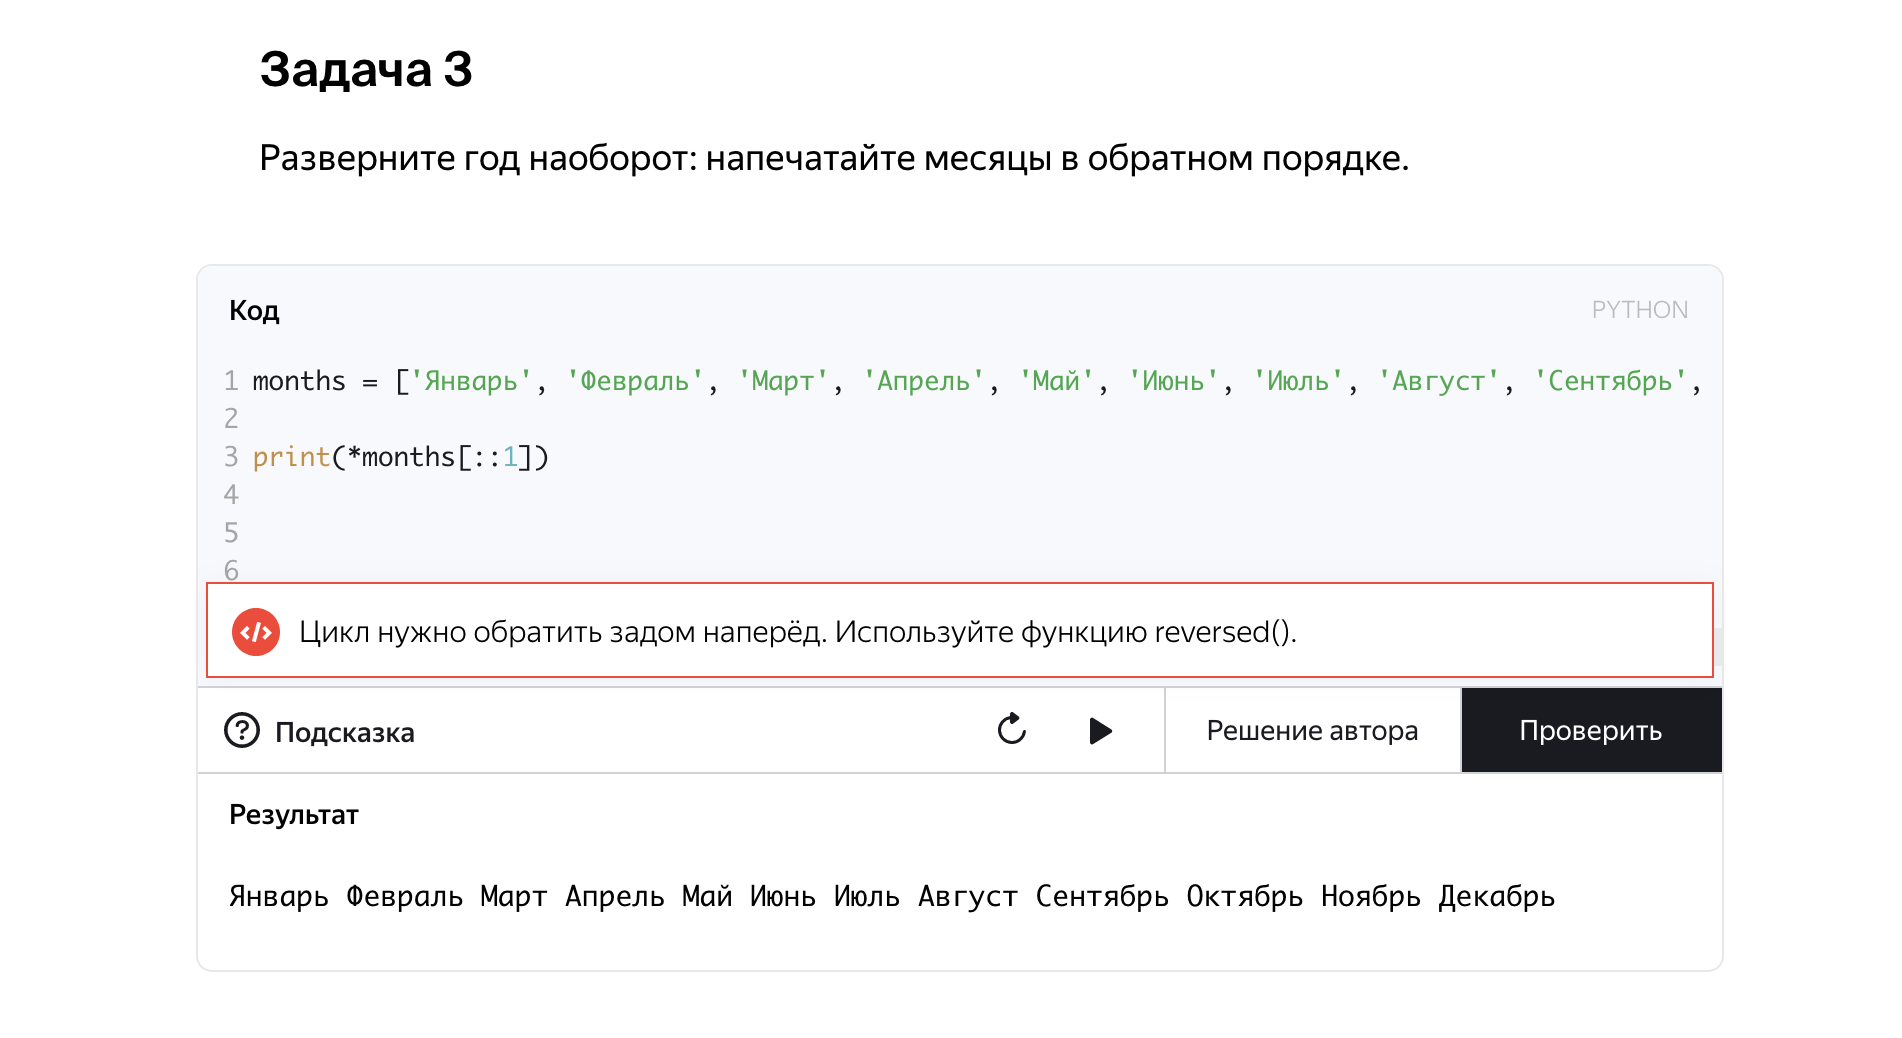 Задача 3
Разверните год наоборот: напечатайте месяцы в обратном порядке.
Код
PYTHON
1 months = ['Январь', 'Февраль', 'Март', 'Апрель', 'Май', 'Июнь', 'Июль', 'Август', 'Сентябрь',
2
3 print(*months[::1])
4
5
6
Цикл нужно обратить задом наперёд. Используйте функцию reversed().
Подсказка
Решение автора
Проверить
Результат
Январь Февраль Март Апрель Май Июнь Июль Август Сентябрь Октябрь Ноябрь Декабрь